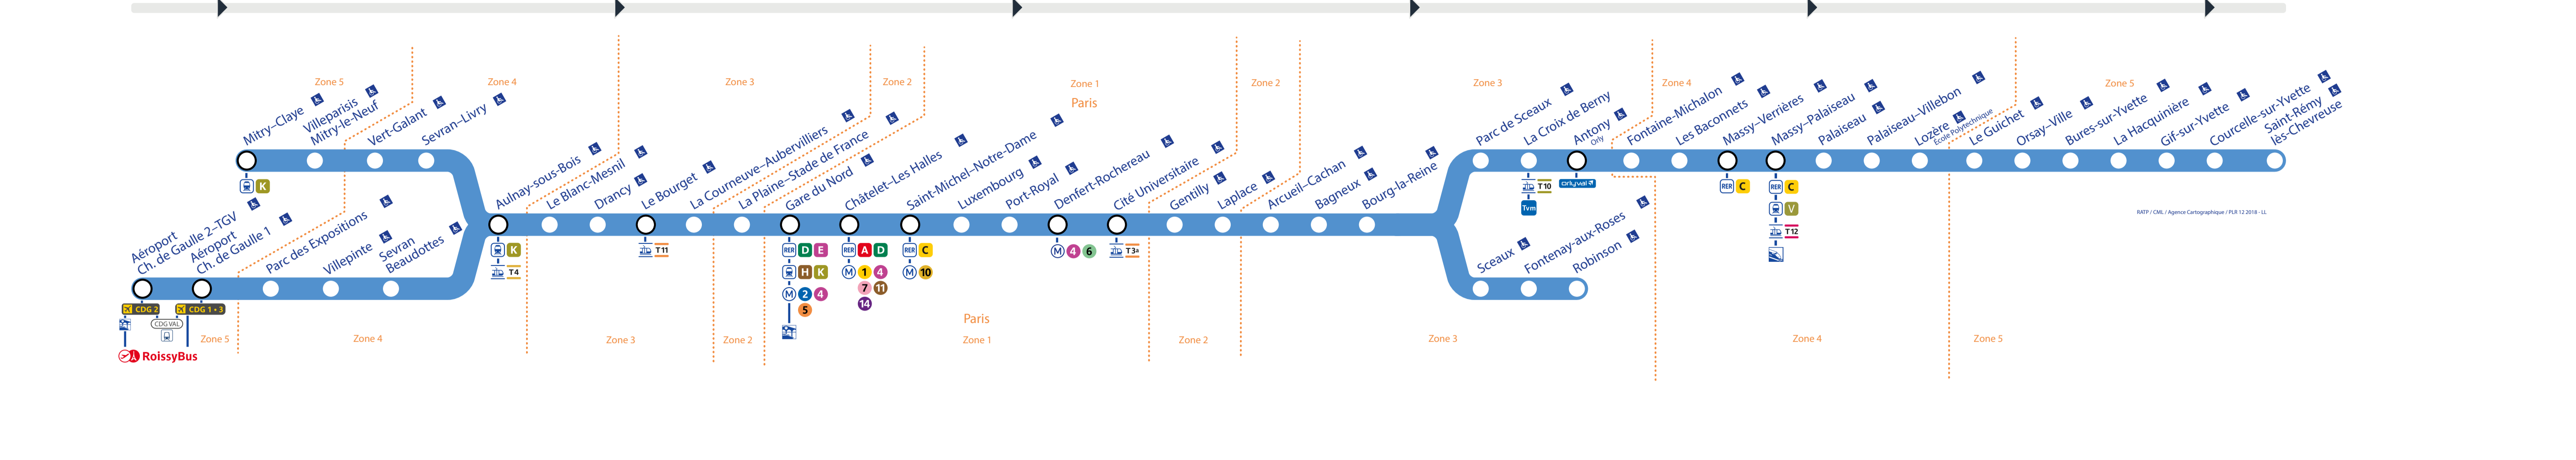 Zone 5
Zone 4
Zone 3
Zone 2
Zone 1
Paris
Zone 2
Zone 3
Zone 4
Zone 5
Mitry–Claye
Villeparisis
Mitry-le-Neuf
Vert-Galant
Sevran–Livry
K
Aéroport
Ch. de Gaulle 2–TGV
Aéroport
Ch. de Gaulle 1
Parc des Expositions
Villepinte
Sevran
Beaudottes
CDG 2
CDG 1 • 3
CDG VAL
RoissyBus
Aulnay-sous-Bois
K
T4
Le Blanc-Mesnil
Drancy
Le Bourget
T11
La Courneuve–Aubervilliers
La Plaine–Stade de France
Gare du Nord
RER D E
H K
M 2 4
5
Châtelet–Les Halles
RER A D
M 1 4
7 11
14
Saint-Michel–Notre-Dame
RER C
M 10
Luxembourg
Port-Royal
Denfert-Rochereau
M 4 6
Cité Universitaire
T3a
Gentilly
Laplace
Arcueil–Cachan
Bagneux
Bourg-la-Reine
Parc de Sceaux
La Croix de Berny
T10
Tvm
Antony
Orly
orlyval
Fontaine-Michalon
Les Baconnets
Massy–Verrières
RER C
Massy–Palaiseau
RER C
V
T12
Palaiseau
Palaiseau–Villebon
Lozère
École Polytechnique
Le Guichet
Orsay–Ville
Bures-sur-Yvette
La Hacquinière
Gif-sur-Yvette
Courcelle-sur-Yvette
Saint-Rémy
lès-Chevreuse
Sceaux
Fontenay-aux-Roses
Robinson
RATP / CML / Agence Cartographique / PLR 12 2018 - LL
Zone 5
Zone 4
Zone 3
Zone 2
Paris
Zone 1
Zone 2
Zone 3
Zone 4
Zone 5